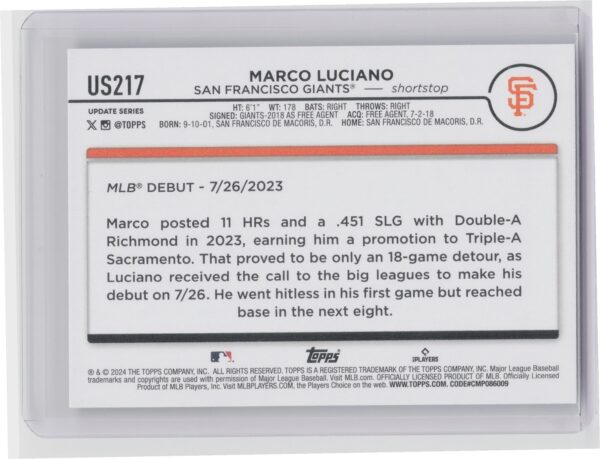 US217
MARCO LUCIANO
SAN FRANCISCO GIANTS® — shortstop
SF
UPDATE SERIES
@TOPPS
HT: 6'1" WT: 178 BATS: RIGHT THROWS: RIGHT
SIGNED: GIANTS-2018 AS FREE AGENT ACQ: FREE AGENT, 7-2-18
BORN: 9-10-01, SAN FRANCISCO DE MACORIS, D.R. HOME: SAN FRANCISCO DE MACORIS, D.R.
MLB® DEBUT - 7/26/2023
Marco posted 11 HRs and a .451 SLG with Double-A
Richmond in 2023, earning him a promotion to Triple-A
Sacramento. That proved to be only an 18-game detour, as
Luciano received the call to the big leagues to make his
debut on 7/26. He went hitless in his first game but reached
base in the next eight.
Topps
PLAYERS
® & © 2024 THE TOPPS COMPANY, INC. ALL RIGHTS RESERVED. TOPPS IS A REGISTERED TRADEMARK OF THE TOPPS COMPANY, INC. Major League Baseball
trademarks and copyrights are used with permission of Major League Baseball. Visit MLB.com. OFFICIALLY LICENSED PRODUCT OF MLB. Officially Licensed
Product of MLB Players, Inc. Visit MLBPLAYERS.COM, the Players Choice on the web. WWW.TOPPS.COM. CODE#CMP086009